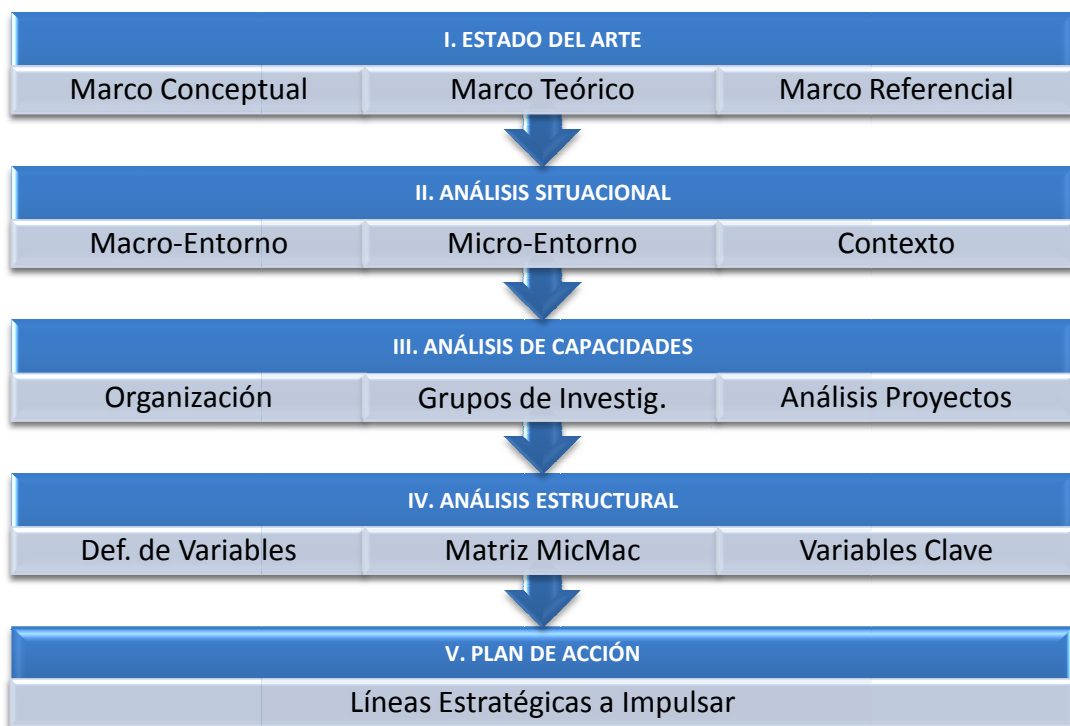 I. ESTADO DEL ARTE
Marco Conceptual Marco Teórico Marco Referencial
II. ANÁLISIS SITUACIONAL
Macro-Entorno Micro-Entorno Contexto
III. ANÁLISIS DE CAPACIDADES
Organización Grupos de Investig. Análisis Proyectos
IV. ANÁLISIS ESTRUCTURAL
Def. de Variables Matriz MicMac Variables Clave
V. PLAN DE ACCIÓN
Líneas Estratégicas a Impulsar